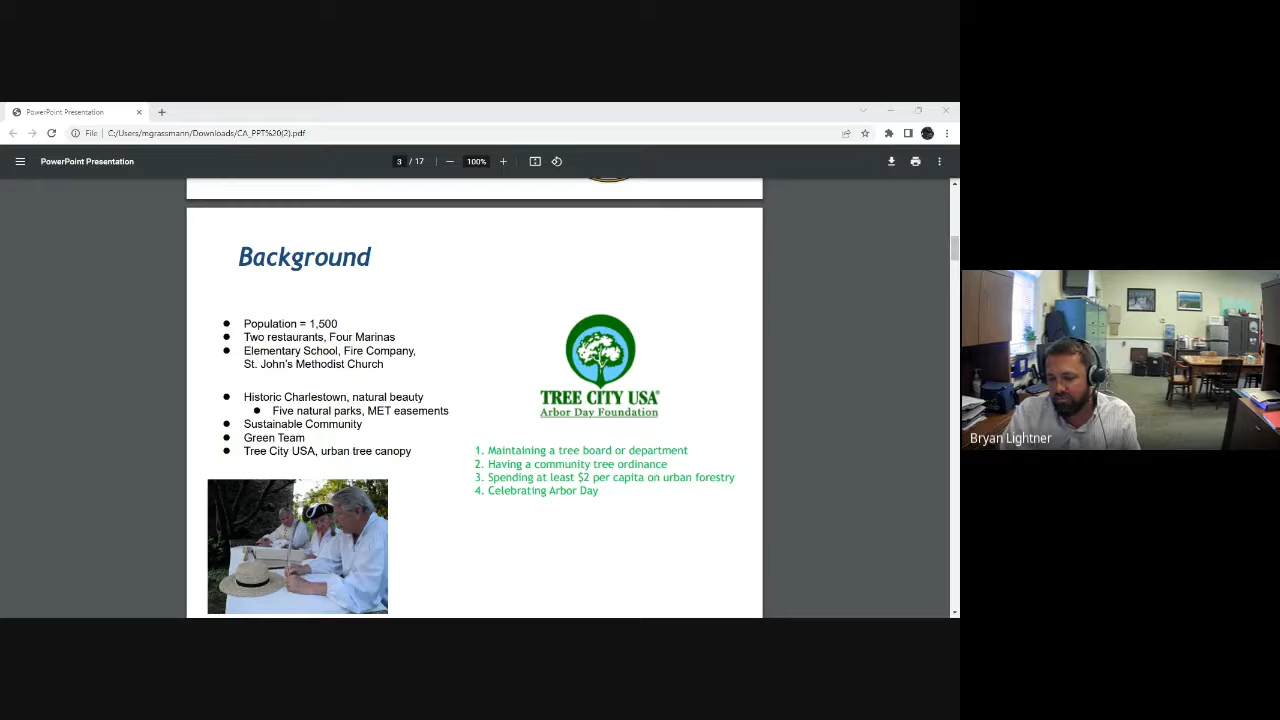 PowerPoint Presentation
File
C:/Users/mgrassmann/Downloads/CA_PPT%20(2).pdf
PowerPoint Presentation
3 / 17
100%
Background
● Population = 1,500
● Two restaurants, Four Marinas
● Elementary School, Fire Company,
St. John's Methodist Church
● Historic Charlestown, natural beauty
● Five natural parks, MET easements
● Sustainable Community
● Green Team
● Tree City USA, urban tree canopy
TREE CITY USA®
Arbor Day Foundation
1. Maintaining a tree board or department
2. Having a community tree ordinance
3. Spending at least $2 per capita on urban forestry
4. Celebrating Arbor Day
Bryan Lightner